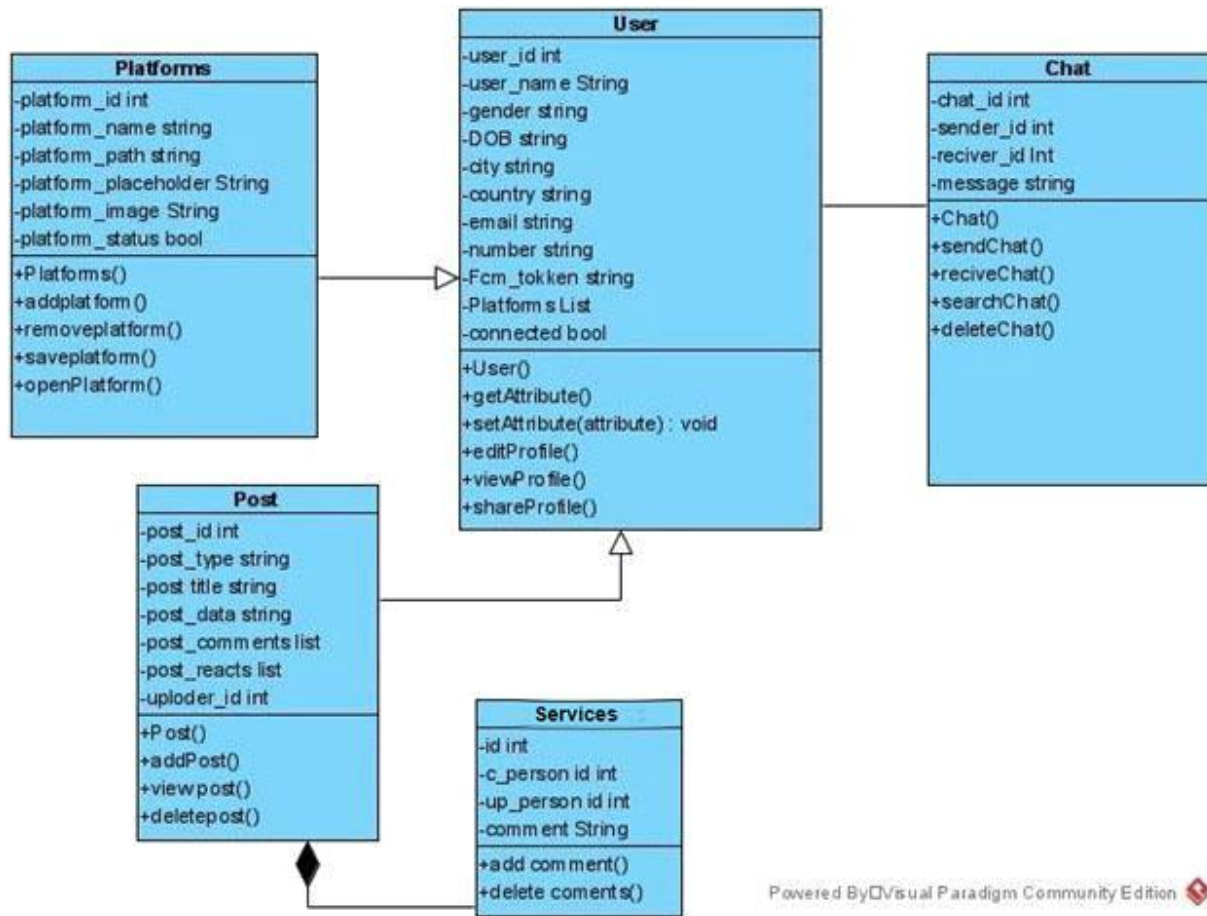 Platforms
-platform_id int
-platform_name string
-platform_path string
-platform_placeholder String
-platform_image String
-platform_status bool
+Platforms()
+addplatform()
+removeplatform()
+saveplatform()
+openPlatform()
User
-user_id int
-user_name String
-gender string
-DOB string
-city string
-country string
-email string
-number string
-Fcm_tokken string
-Platforms List
-connected bool
+User()
+getAttribute()
+setAttribute(attribute) : void
+editProfile()
+viewProfile()
+shareProfile()
Chat
-chat_id int
-sender_id int
-reciver_id Int
-message string
+Chat()
+sendChat()
+reciveChat()
+searchChat()
+deleteChat()
Post
-post_id int
-post_type string
-post title string
-post_data string
-post_comments list
-post_reacts list
-uploder_id int
+Post()
+addPost()
+viewpost()
+deletepost()
Services
-id int
-c_person id int
-up_person id int
-comment String
+add comment()
+delete coments()
Powered By□Visual Paradigm Community Edition